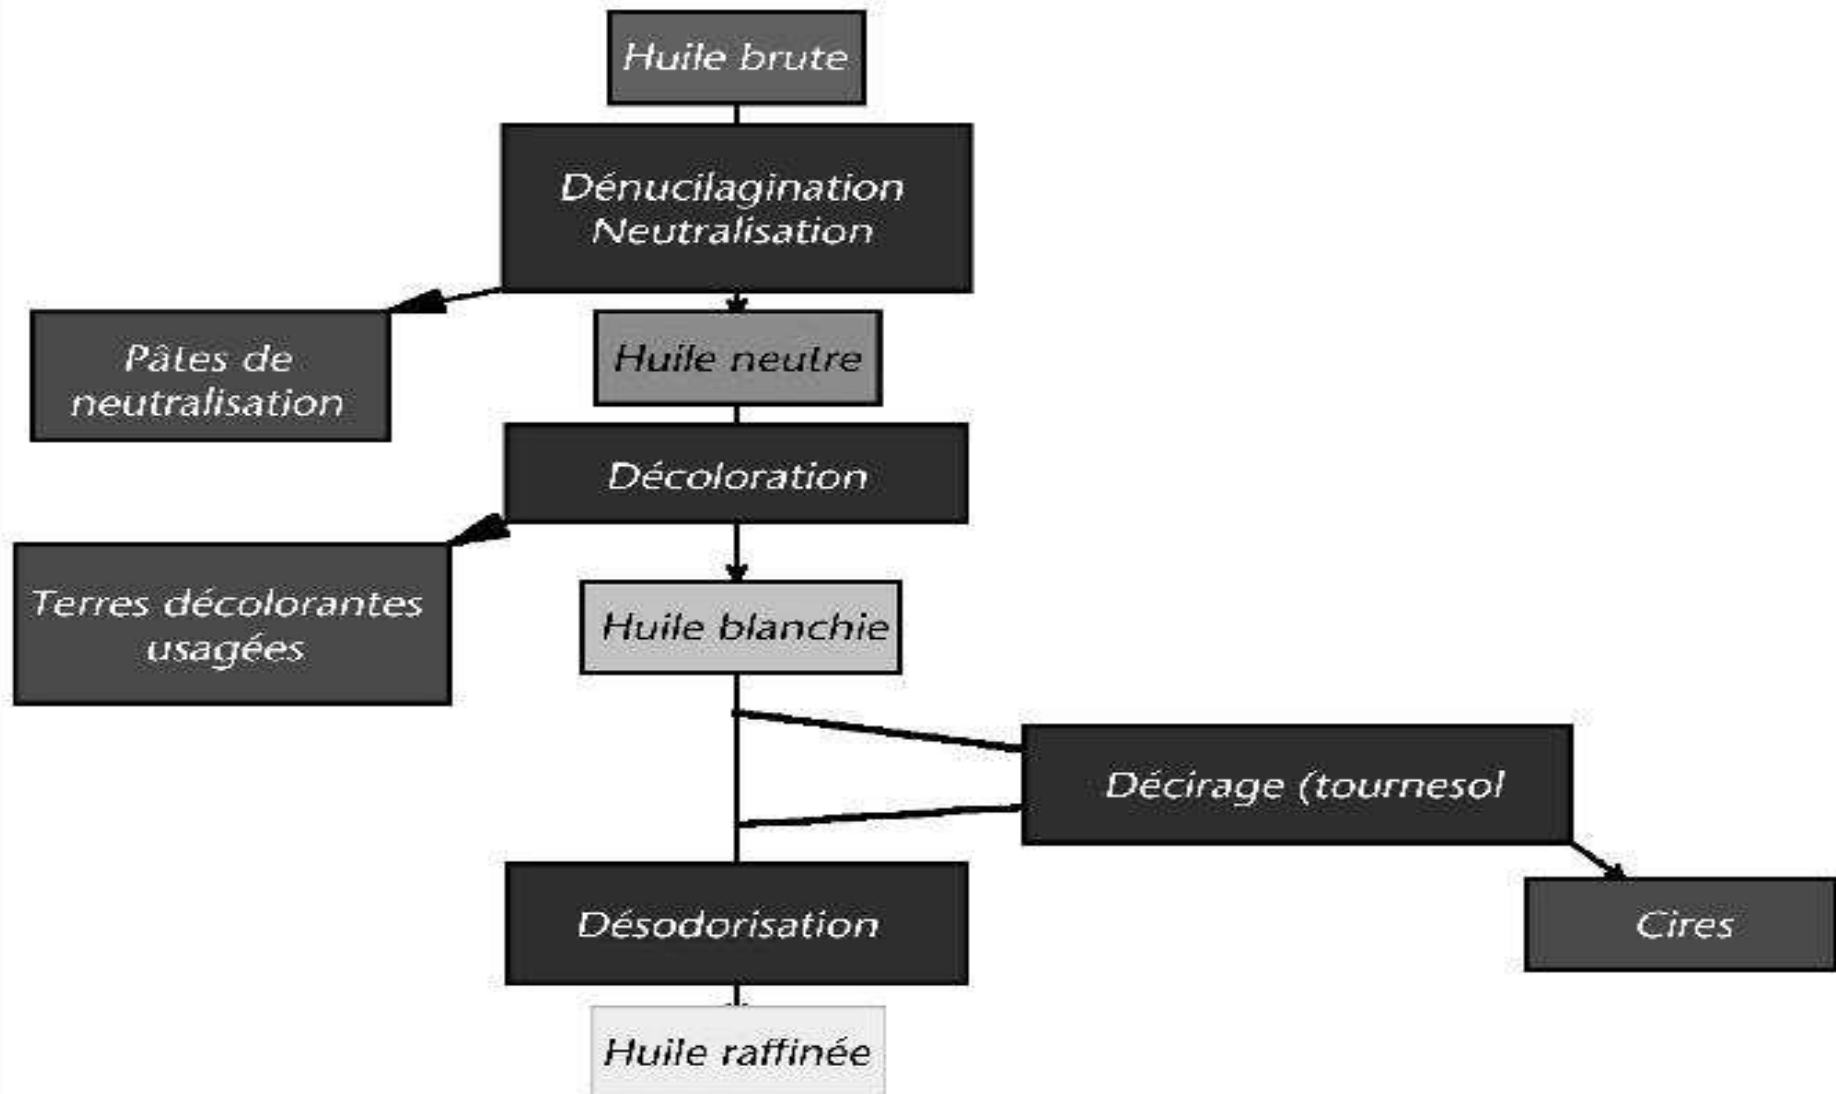 Huile brute
Dénucilagination
Neutralisation
Pâtes de
neutralisation
Huile neutre
Décoloration
Terres décolorantes
usagées
Huile blanchie
Décirage (tournesol
Désodorisation
Cires
Huile raffinée